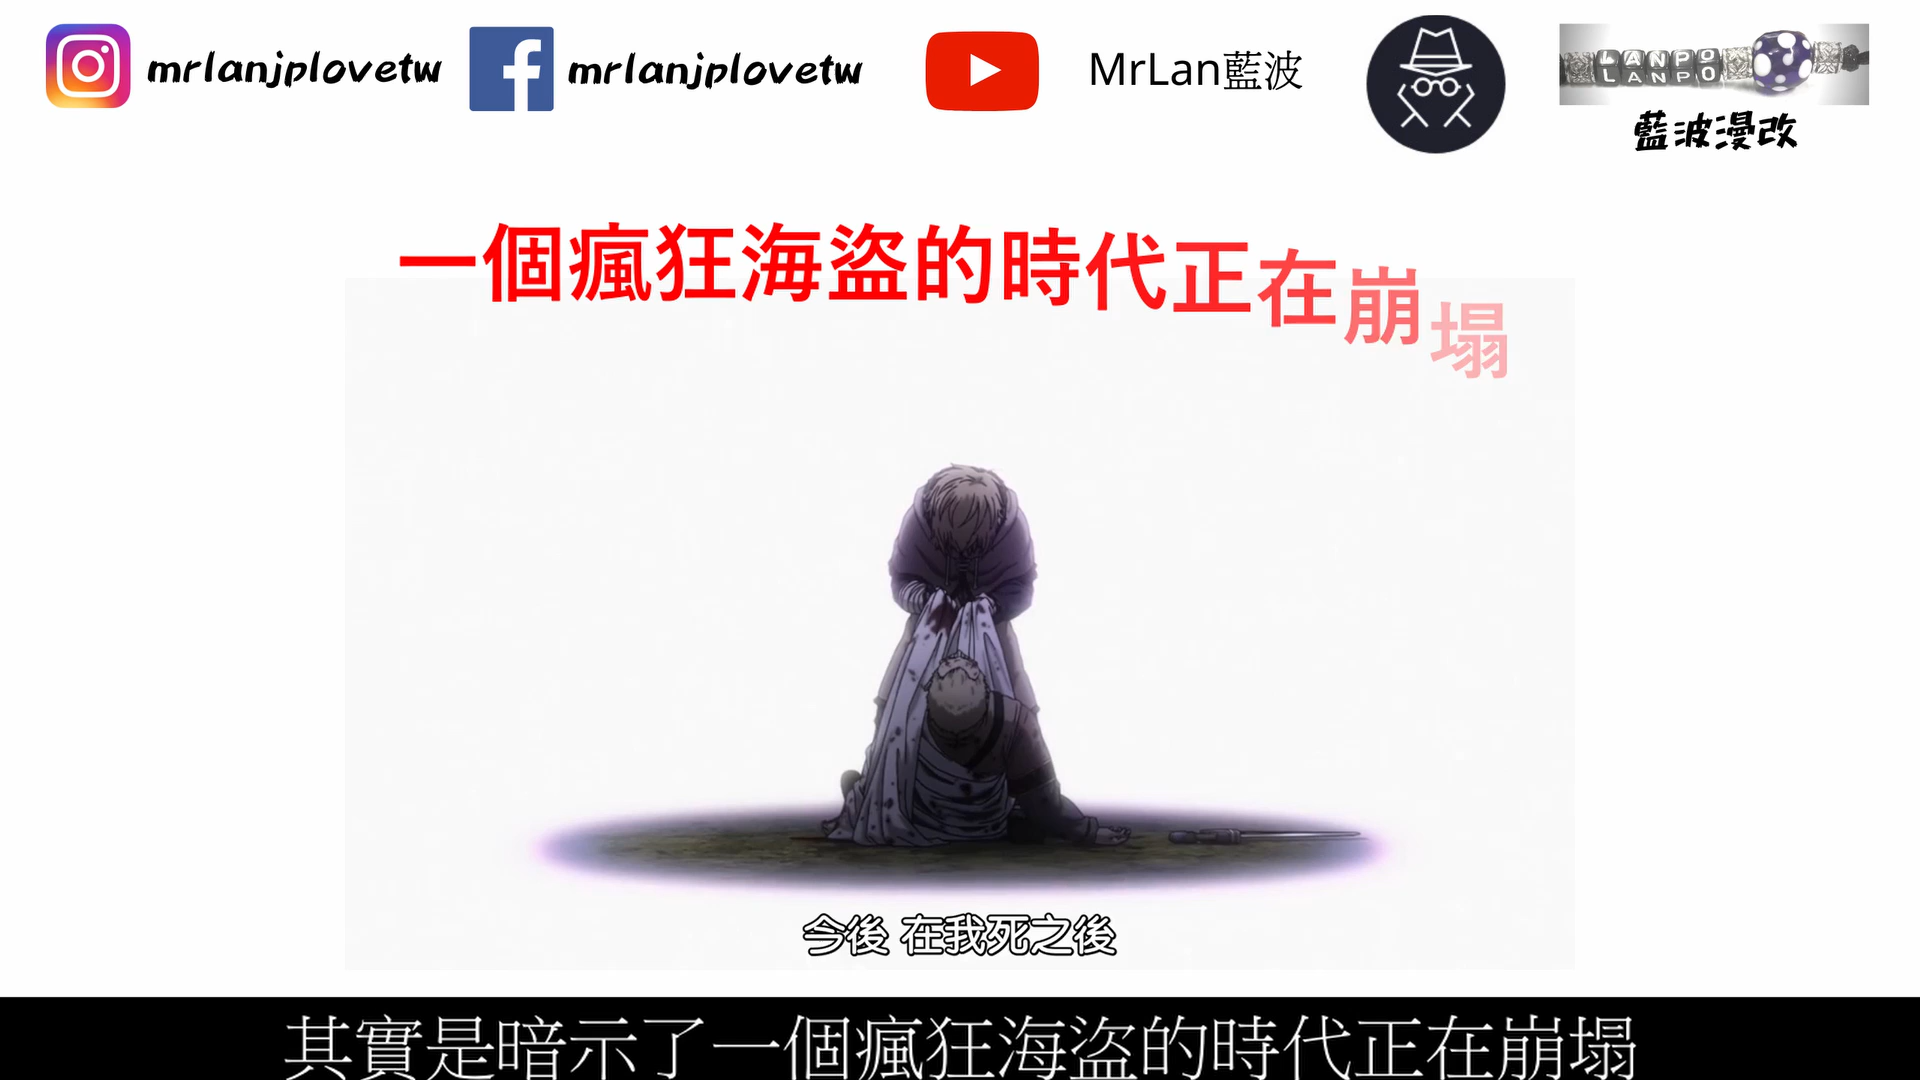 mrlanjplovetw
mrlanjplovetw
MrLan藍波
LANPO
LANPO
藍波漫改
一個瘋狂海盜的時代正在崩塌
今後 在我死之後
其實是暗示了一個瘋狂海盜的時代正在崩塌